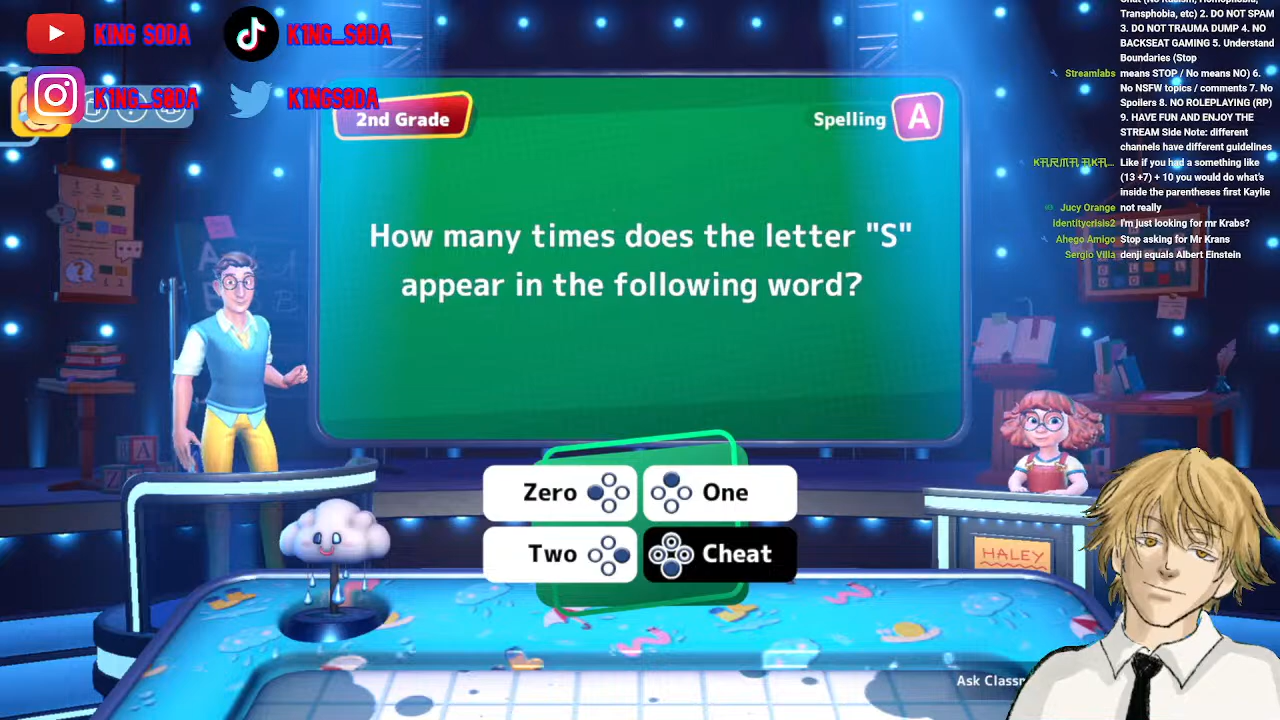 KING SODA
K1NG_S0DA
K1NG_S0DA
K1NGS0DA
2nd Grade
Spelling A
How many times does the letter "S"
appear in the following word?
Zero
One
Two
Cheat
HALEY
Ask Classr
Transphobia, etc) 2. DO NOT SPAM
3. DO NOT TRAUMA DUMP 4. NO
BACKSEAT GAMING 5. Understand
Boundaries (Stop
Streamlabs means STOP / No means NO) 6.
No NSFW topics / comments 7. No
Spoilers 8. NO ROLEPLAYING (RP)
9. HAVE FUN AND ENJOY THE
STREAM Side Note: different
channels have different guidelines
Like if you had a something like
(13 +7) + 10 you would do what's
inside the parentheses first Kaylie
Jucy Orange not really
Identitycrisis2 I'm just looking for mr Krabs?
Ahego Amigo Stop asking for Mr Krans
Sergio Villa denji equals Albert Einstein